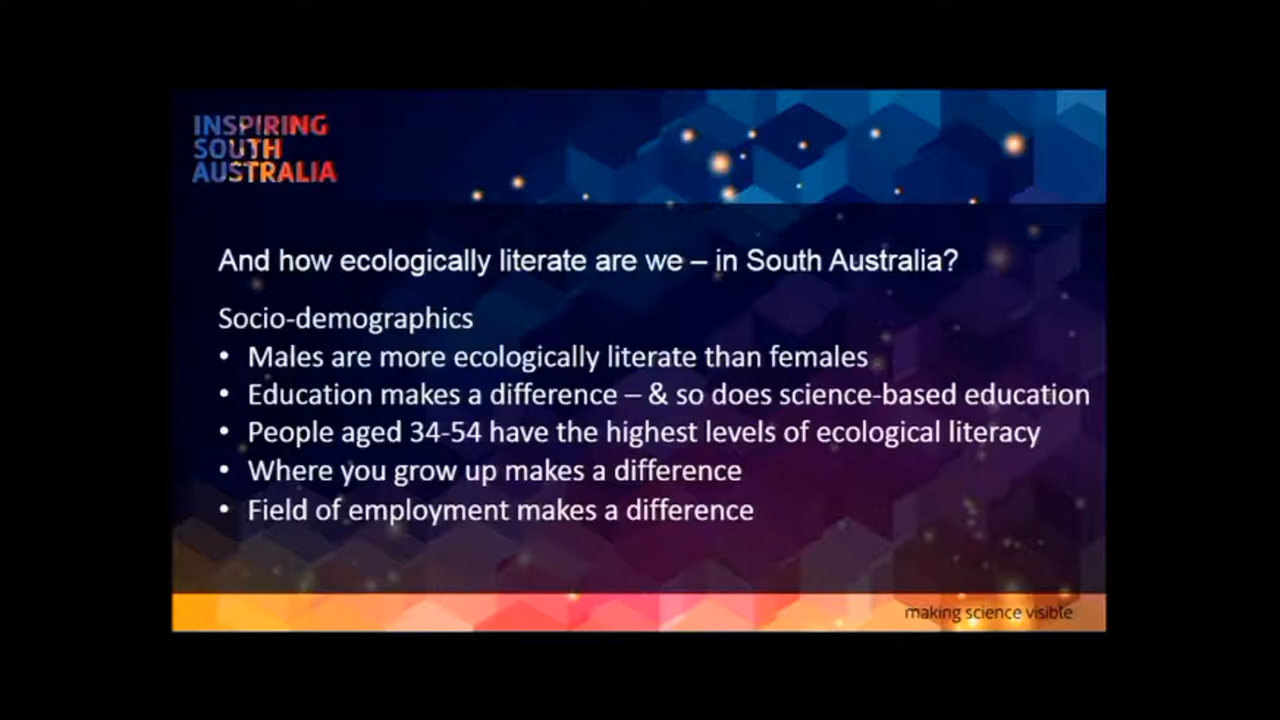 INSPIRING
SOUTH
AUSTRALIA
And how ecologically literate are we – in South Australia?
Socio-demographics
• Males are more ecologically literate than females
• Education makes a difference – & so does science-based education
• People aged 34-54 have the highest levels of ecological literacy
• Where you grow up makes a difference
• Field of employment makes a difference
making science visible